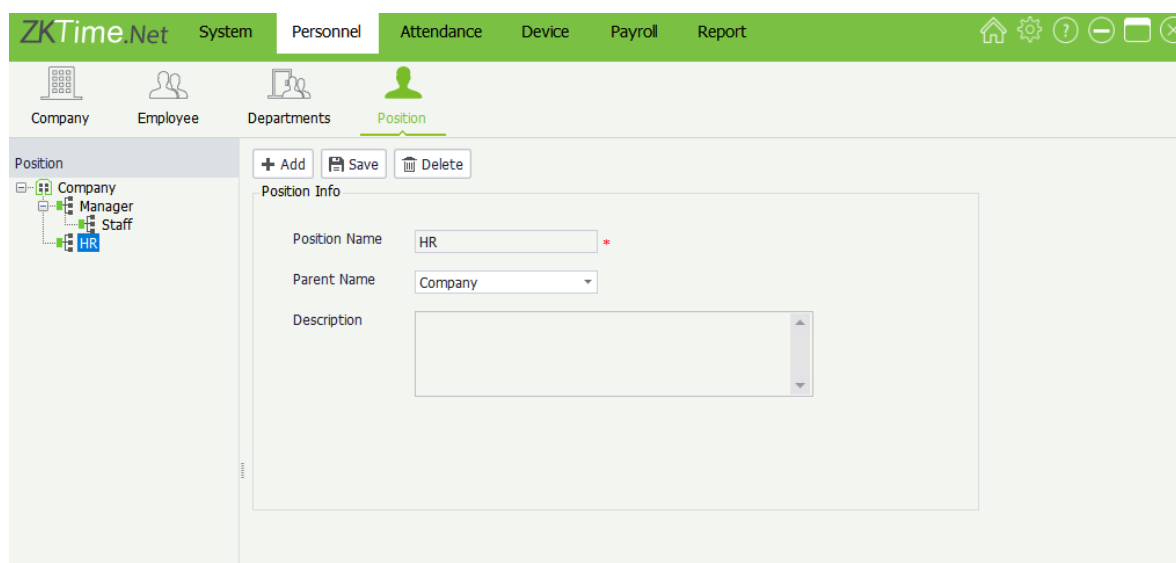 ZKTime.Net System Personnel Attendance Device Payroll Report
Company Employee Departments Position
Position
Company
Manager
Staff
HR
Add Save Delete
Position Info
Position Name HR *
Parent Name Company
Description